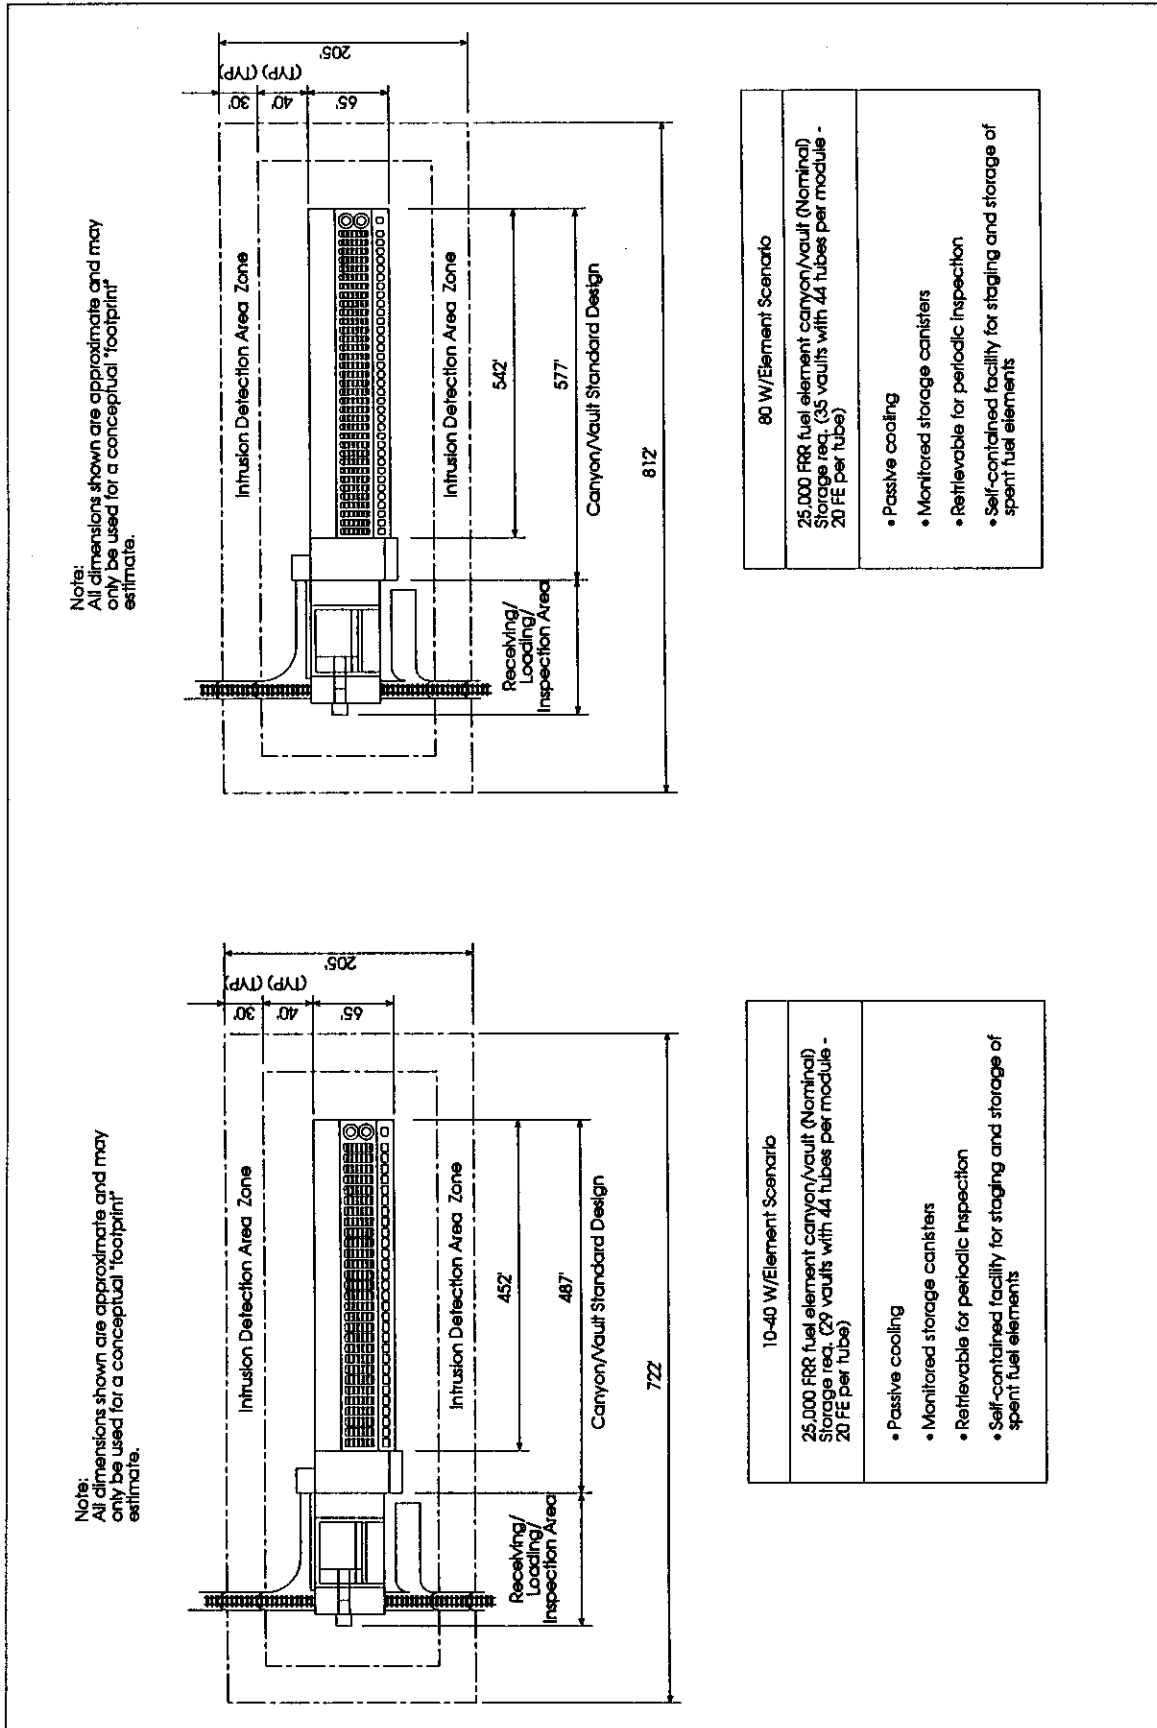 Note:
All dimensions shown are approximate and may
only be used for a conceptual "footprint"
estimate.
Intrusion Detection Area Zone
30' (TYP)
40' (TYP)
65'
205'
Intrusion Detection Area Zone
452'
487'
Receiving/
Loading/
Inspection Area
Canyon/Vault Standard Design
722'
10-40 W/Element Scenario
25,000 FRR fuel element canyon/vault (Nominal)
Storage req. (29 vaults with 44 tubes per module -
20 FE per tube)
• Passive cooling
• Monitored storage canisters
• Retrievable for periodic inspection
• Self-contained facility for staging and storage of
spent fuel elements
Note:
All dimensions shown are approximate and may
only be used for a conceptual "footprint"
estimate.
Intrusion Detection Area Zone
30' (TYP)
40' (TYP)
65'
205'
Intrusion Detection Area Zone
542'
577'
Receiving/
Loading/
Inspection Area
Canyon/Vault Standard Design
812'
80 W/Element Scenario
25,000 FRR fuel element canyon/vault (Nominal)
Storage req. (35 vaults with 44 tubes per module -
20 FE per tube)
• Passive cooling
• Monitored storage canisters
• Retrievable for periodic inspection
• Self-contained facility for staging and storage of
spent fuel elements